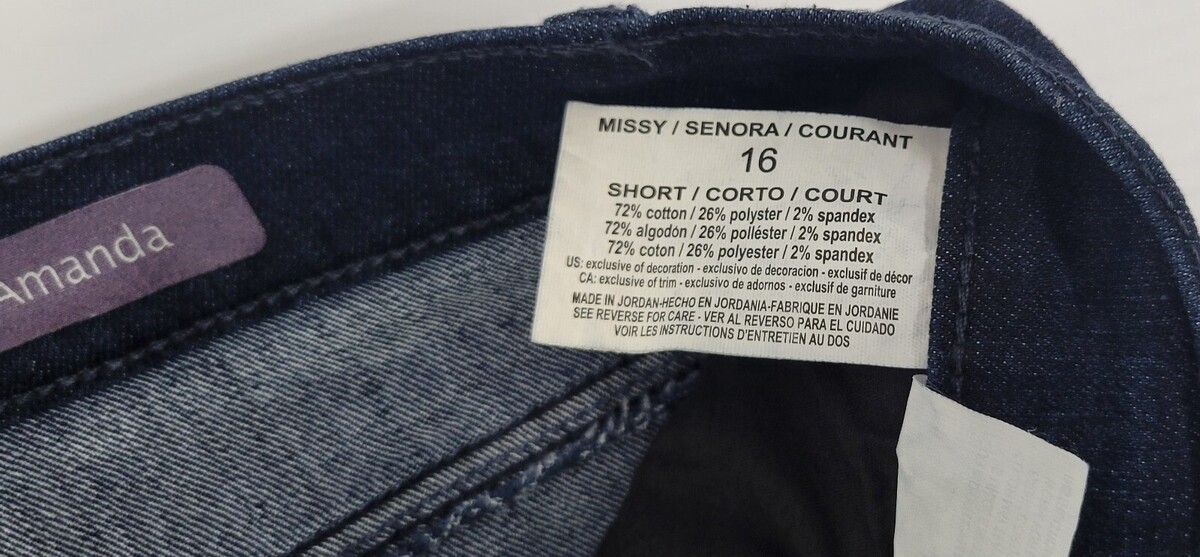 Amanda
MISSY / SENORA / COURANT
16
SHORT / CORTO / COURT
72% cotton / 26% polyster / 2% spandex
72% algodón / 26% poliéster / 2% spandex
72% coton / 26% polyester / 2% spandex
US: exclusive of decoration - exclusivo de decoracion - exclusif de décor
CA: exclusive of trim - exclusivo de adornos - exclusif de garniture
MADE IN JORDAN-HECHO EN JORDANIA-FABRIQUE EN JORDANIE
SEE REVERSE FOR CARE - VER AL REVERSO PARA EL CUIDADO
VOIR LES INSTRUCTIONS D'ENTRETIEN AU DOS